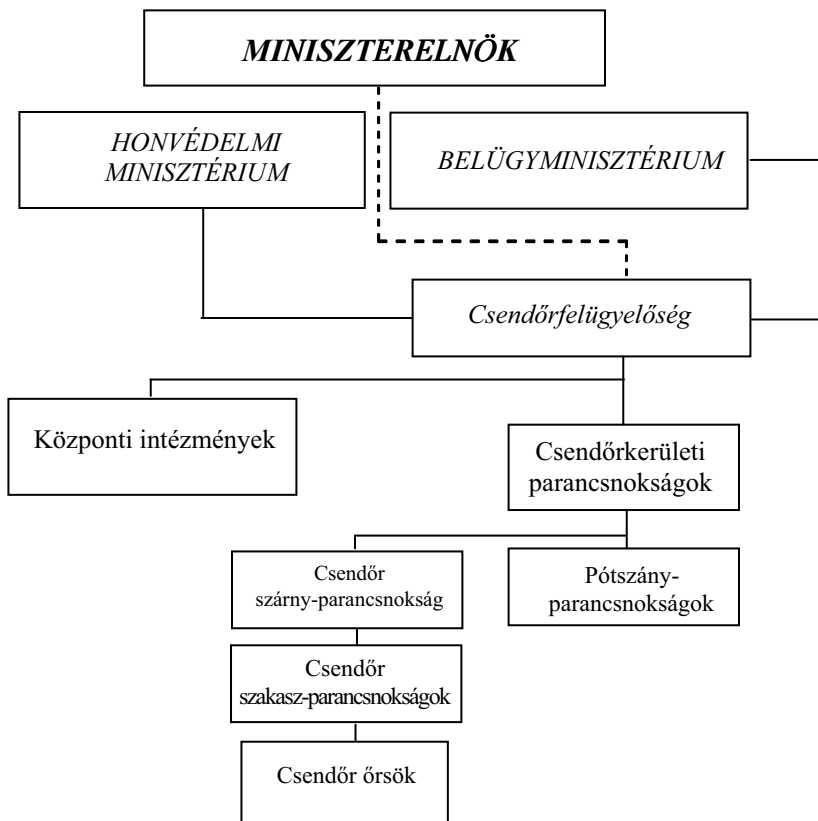 MINISZTERELNÖK
HONVÉDELMI
MINISZTÉRIUM
BELÜGYMINISZTÉRIUM
Csendőrfelügyelőség
Központi intézmények
Csendőrkerületi
parancsnokságok
Csendőr
szárny-parancsnokság
Pótszány-
parancsnokságok
Csendőr
szakasz-parancsnokságok
Csendőr őrsök